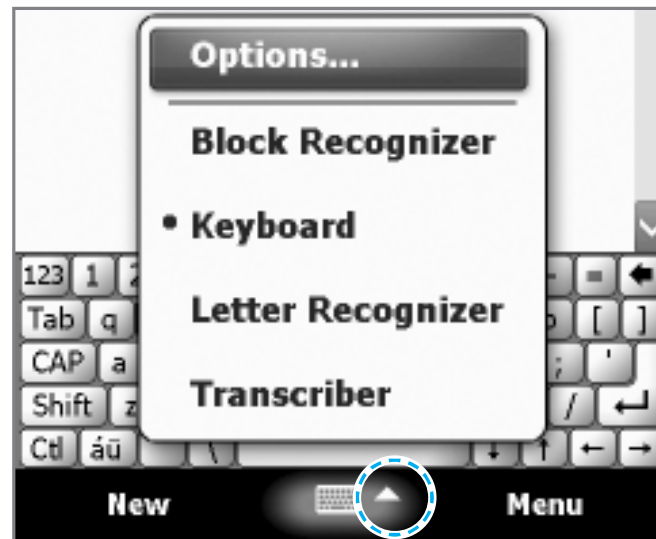 Options...
Block Recognizer
• Keyboard
Letter Recognizer
Transcriber
123 1 = 
Tab q [ ]
CAP a ; '
Shift z /
Ctl áü \
New Menu